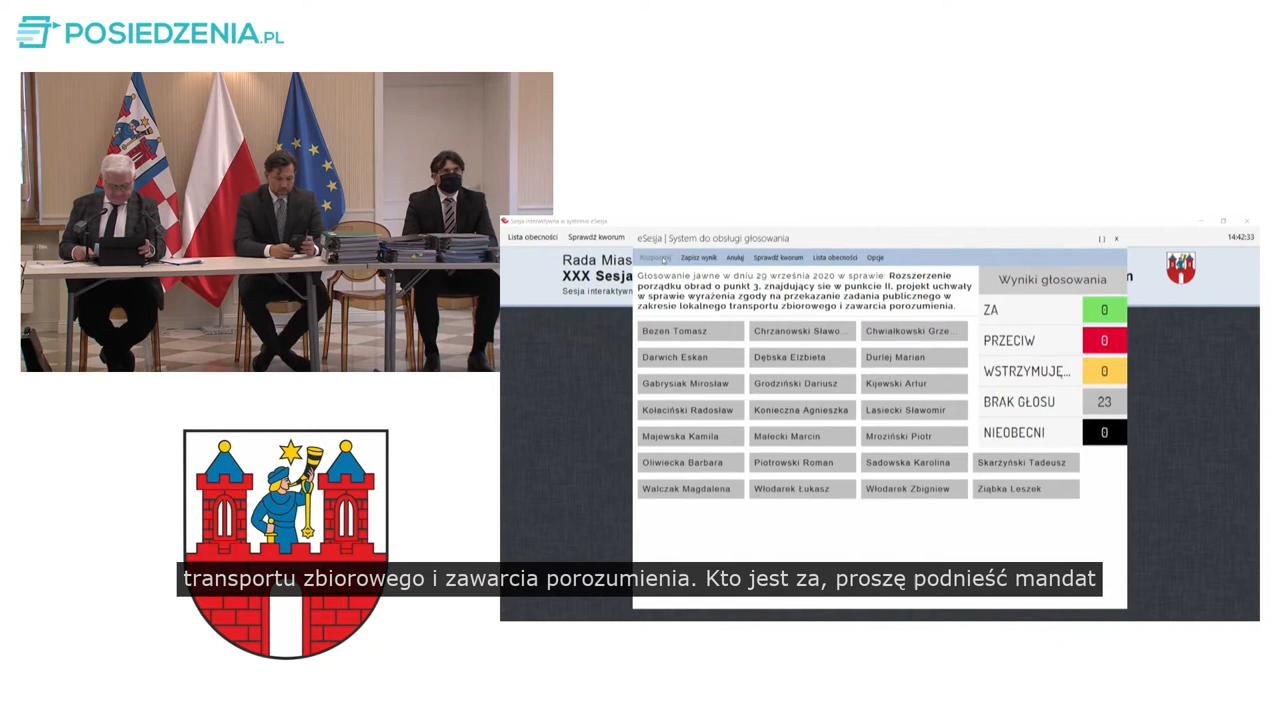 POSIEDZENIA.PL
Sesja interaktywna w systemie eSesja
Lista obecności Sprawdź kworum
eSesja | System do obsługi głosowania
[ ] x
14:42:33
Rada Mias
XXX Sesja
Sesja interaktywn
m
Rozpocznij Zapisz wynik Anuluj Sprawdź kworum Lista obecności Opcje
Głosowanie jawne w dniu 29 września 2020 w sprawie: Rozszerzenie
porządku obrad o punkt 3, znajdujący sie w punkcie II, projekt uchwały
w sprawie wyrażenia zgody na przekazanie zadania publicznego w
zakresie lokalnego transportu zbiorowego i zawarcia porozumienia.
Wyniki głosowania
ZA 0
PRZECIW 0
WSTRZYMUJĘ... 0
BRAK GŁOSU 23
NIEOBECNI 0
Bezen Tomasz Chrzanowski Sławo... Chwiałkowski Grze...
Darwich Eskan Dębska Elżbieta Durlej Marian
Gabrysiak Mirosław Grodziński Dariusz Kijewski Artur
Kołaciński Radosław Konieczna Agnieszka Lasiecki Sławomir
Majewska Kamila Małecki Marcin Mroziński Piotr
Oliwiecka Barbara Piotrowski Roman Sadowska Karolina Skarżyński Tadeusz
Walczak Magdalena Włodarek Łukasz Włodarek Zbigniew Ziąbka Leszek
transportu zbiorowego i zawarcia porozumienia. Kto jest za, proszę podnieść mandat